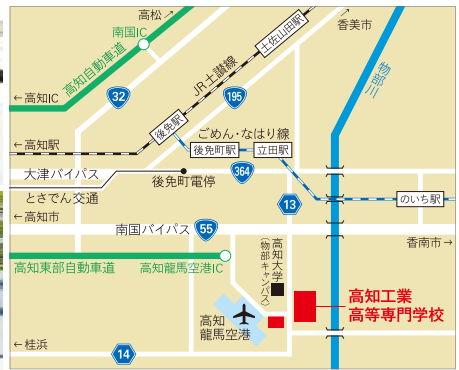 高松↗
香美市
南国IC
土佐山田駅
高知自動車道
JR土讃線
物部川
←高知IC
32
195
後免駅
ごめん・なはり線
←高知駅
後免町駅
立田駅
大津バイパス
364
後免町電停
とさでん交通
のいち駅
13
←高知市
南国バイパス
55
香南市→
高知大学
(物部キャンパス)
高知東部自動車道
高知龍馬空港IC
高知工業
高等専門学校
高知
龍馬空港
←桂浜
14